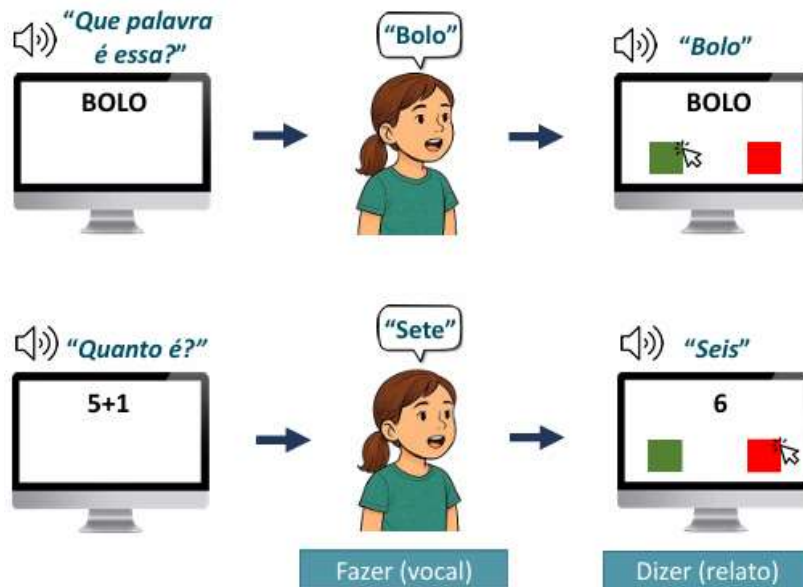 “Que palavra
é essa?”
BOLO
“Bolo”
“Bolo”
BOLO
“Quanto é?”
5+1
“Sete”
“Seis”
6
Fazer (vocal)
Dizer (relato)